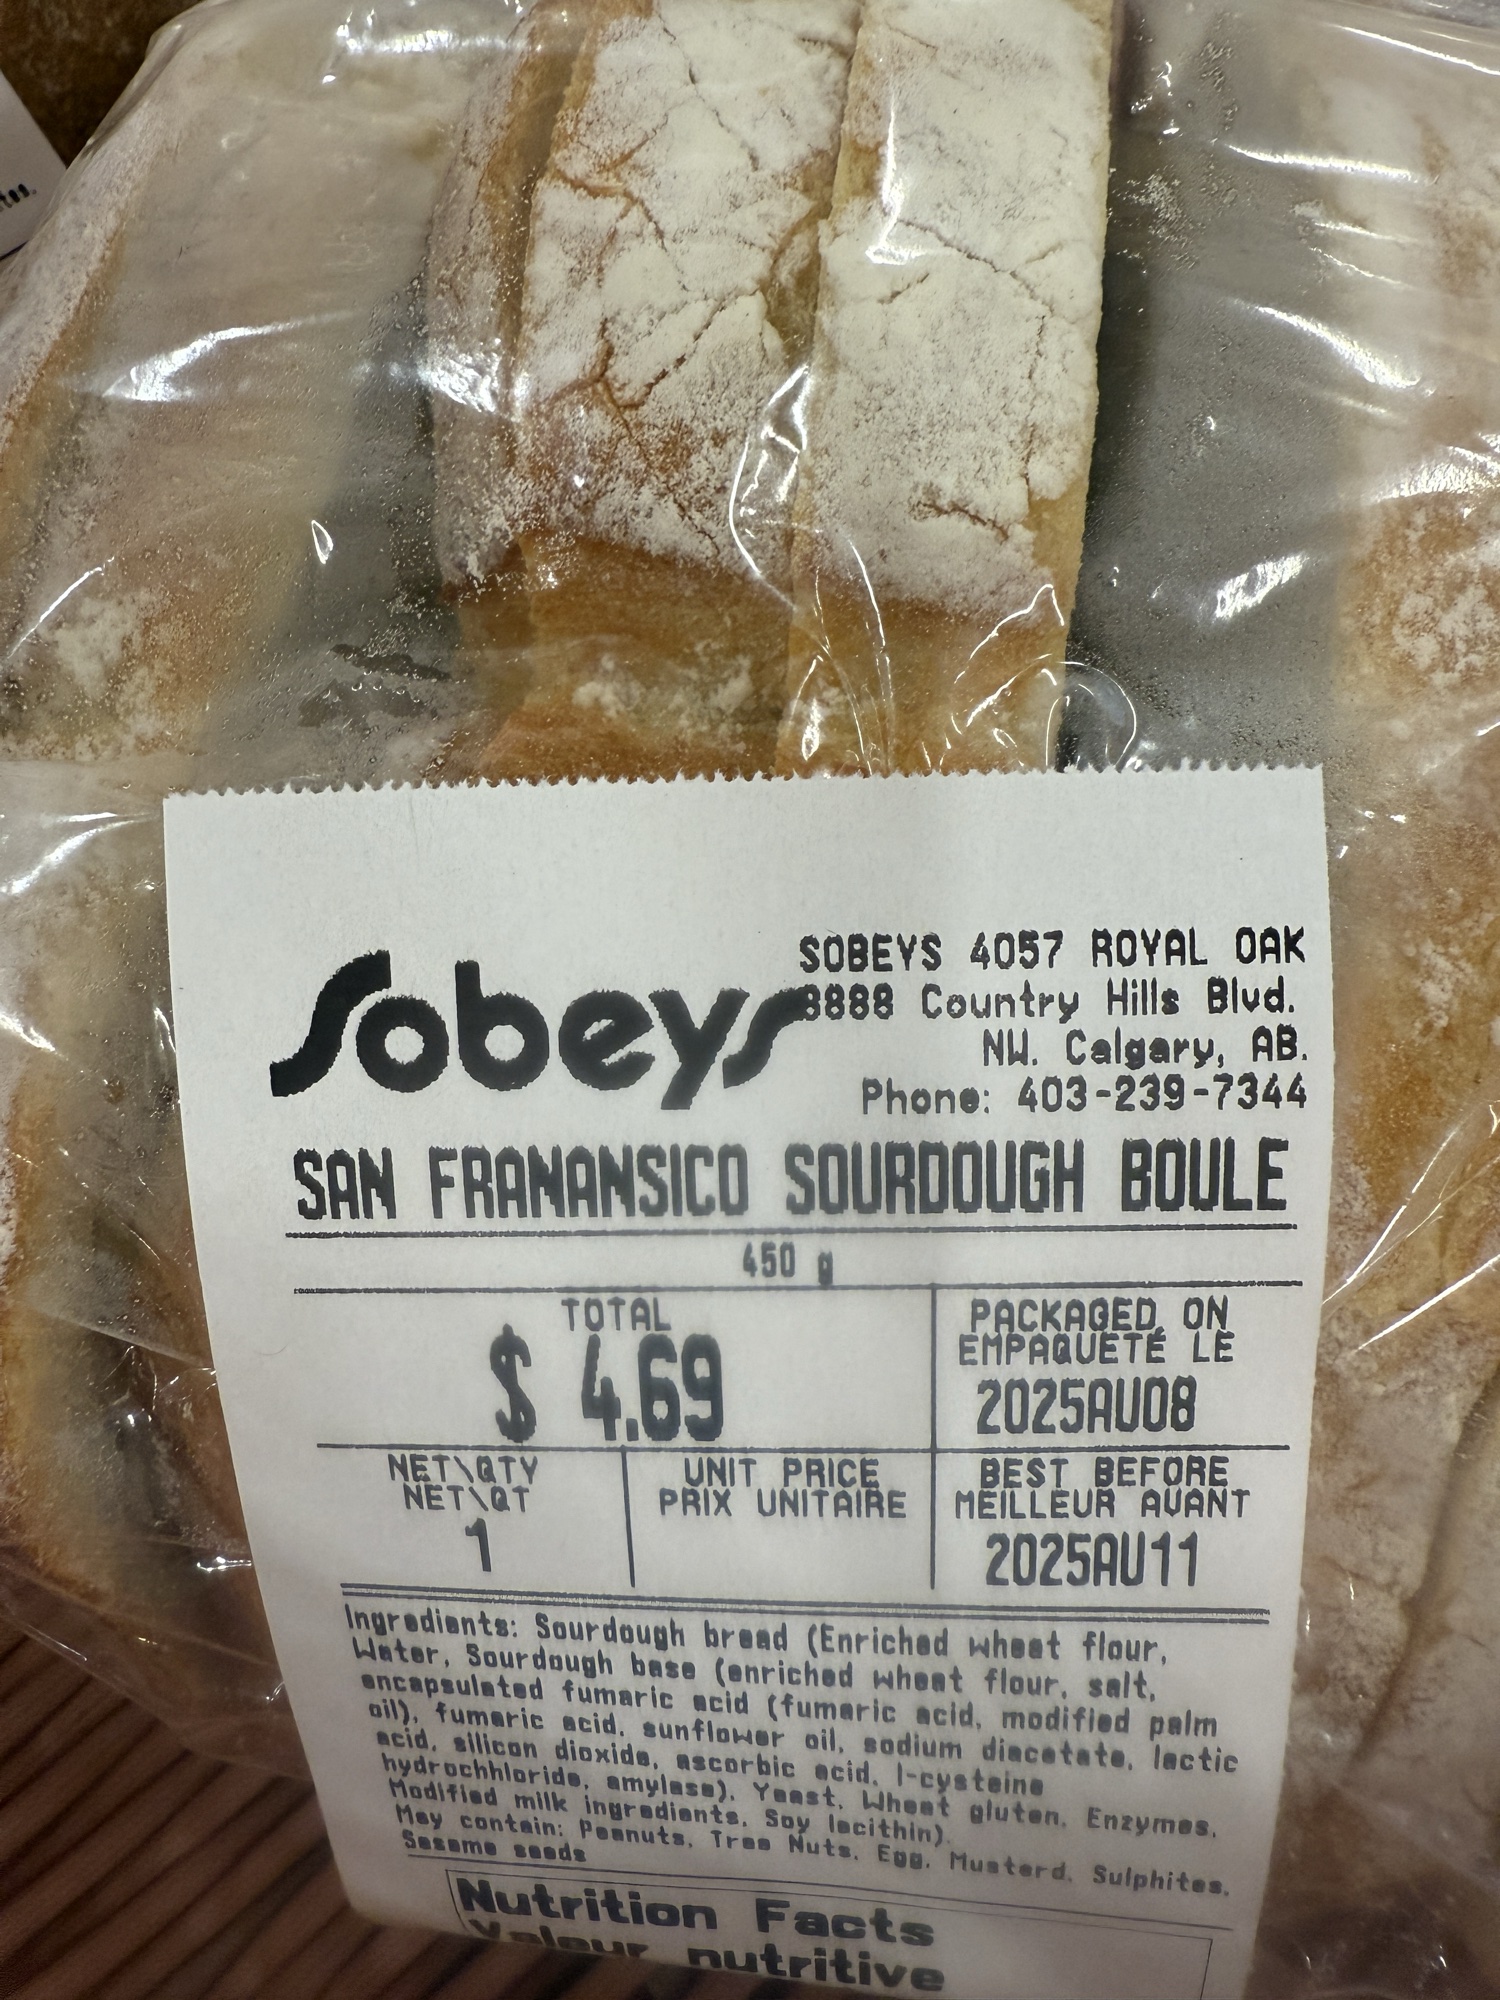 tes.
Sobeys
SOBEYS 4057 ROYAL OAK
8888 Country Hills Blvd.
NW. Calgary, AB.
Phone: 403-239-7344
SAN FRANANSICO SOURDOUGH BOULE
450 g
TOTAL
$ 4.69
PACKAGED ON
EMPAQUETÉ LE
2025AU08
NET\QTY
NET\QT
1
UNIT PRICE
PRIX UNITAIRE
BEST BEFORE
MEILLEUR AVANT
2025AU11
Ingredients: Sourdough bread (Enriched wheat flour,
Water, Sourdough base (enriched wheat flour, salt,
encapsulated fumaric acid (fumaric acid, modified palm
oil), fumaric acid, sunflower oil, sodium diacetate, lactic
acid, silicon dioxide, ascorbic acid, l-cysteine
hydrochhloride, amylase), Yeast, Wheat gluten, Enzymes,
Modified milk ingredients, Soy lecithin).
May contain: Peanuts, Tree Nuts, Egg, Mustard, Sulphites,
Sesame seeds
Nutrition Facts
Valeur nutritive